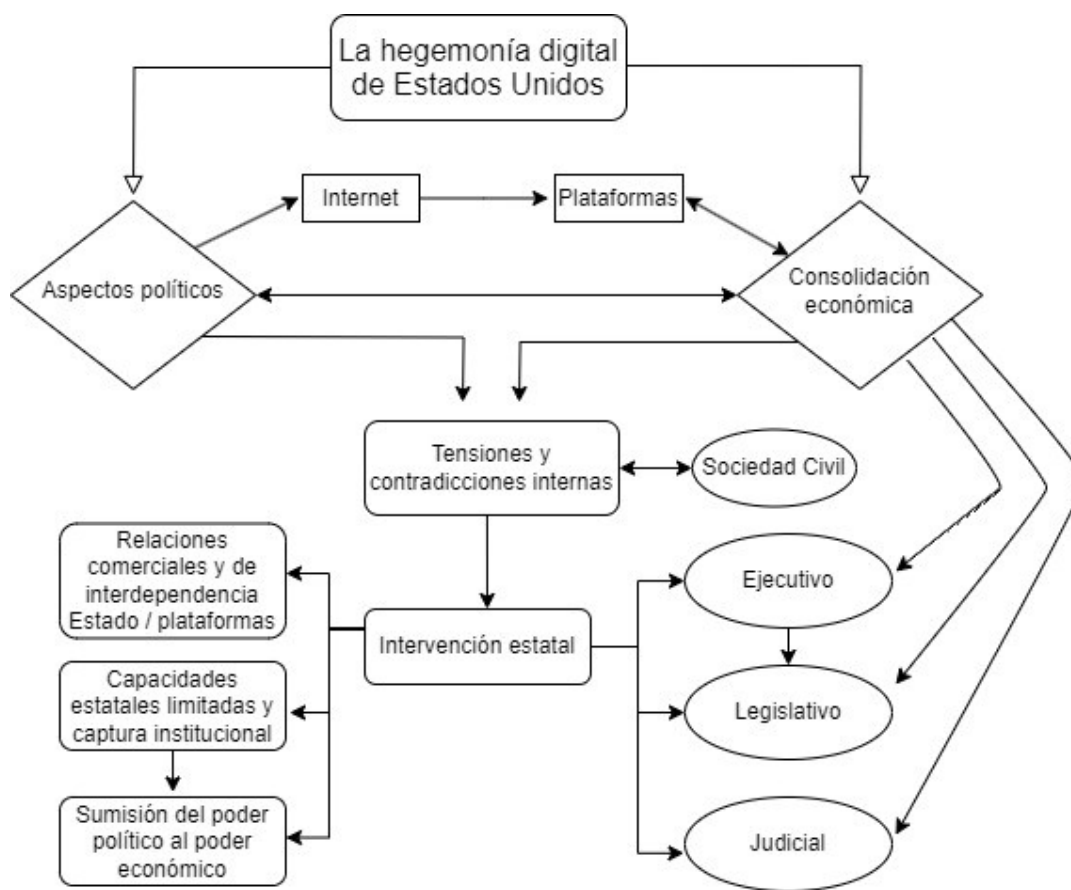 La hegemonía digital
de Estados Unidos
Internet
Plataformas
Aspectos políticos
Consolidación
económica
Tensiones y
contradicciones internas
Sociedad Civil
Relaciones
comerciales y de
interdependencia
Estado / plataformas
Ejecutivo
Intervención estatal
Capacidades
estatales limitadas y
captura institucional
Legislativo
Sumisión del poder
político al poder
económico
Judicial